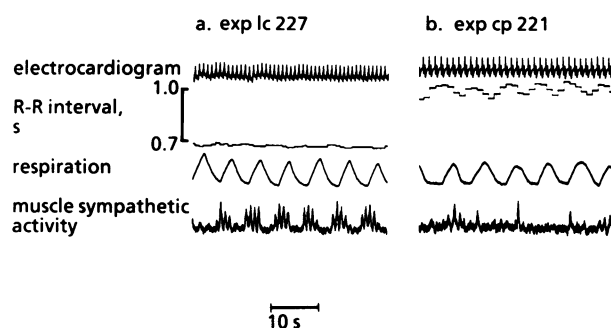 a. exp lc 227
b. exp cp 221
electrocardiogram
1.0
R-R interval,
s
0.7
respiration
muscle sympathetic
activity
10 s